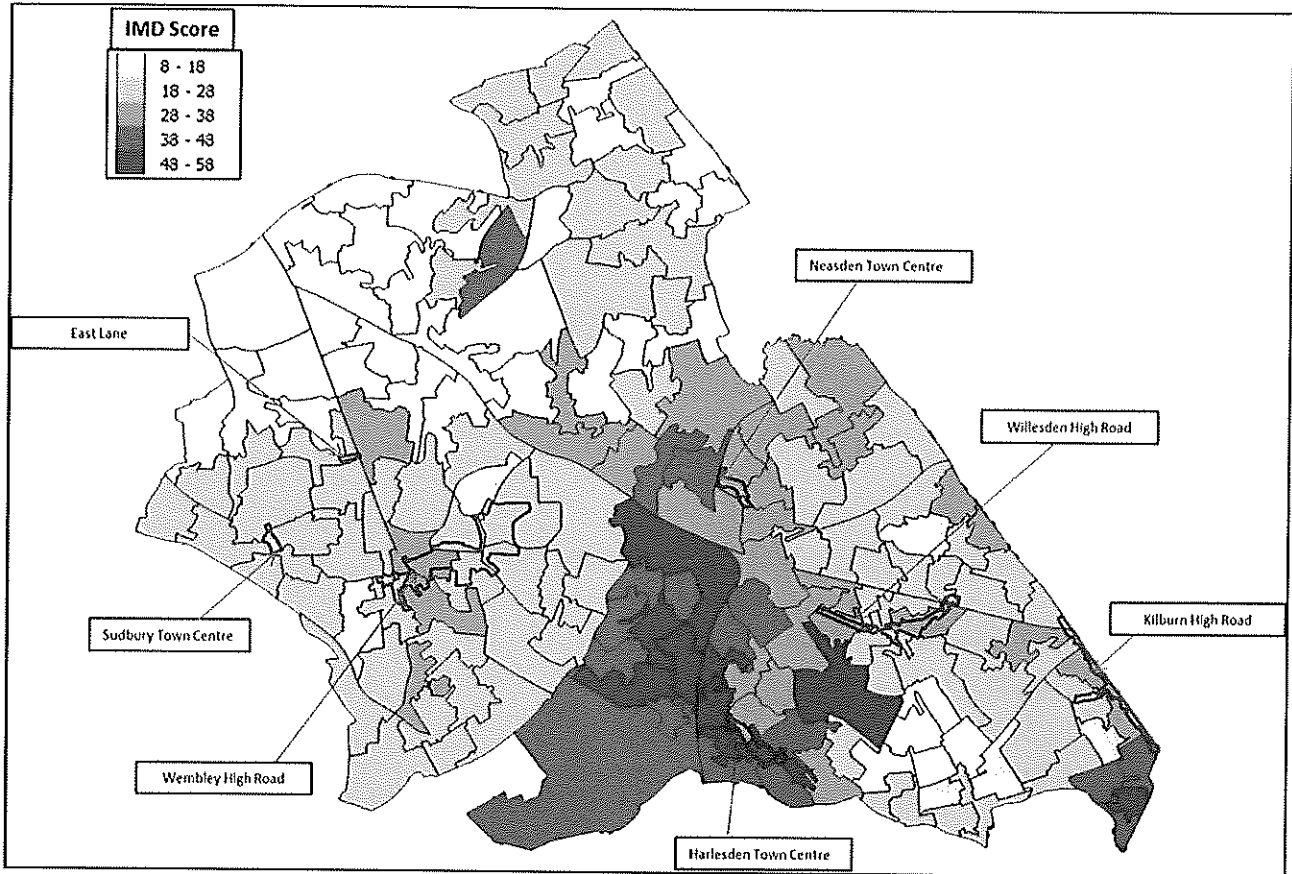 IMD Score
8 - 18
18 - 28
28 - 38
38 - 48
48 - 58
Neasden Town Centre
East Lane
Willesden High Road
Kilburn High Road
Sudbury Town Centre
Wembley High Road
Harlesden Town Centre